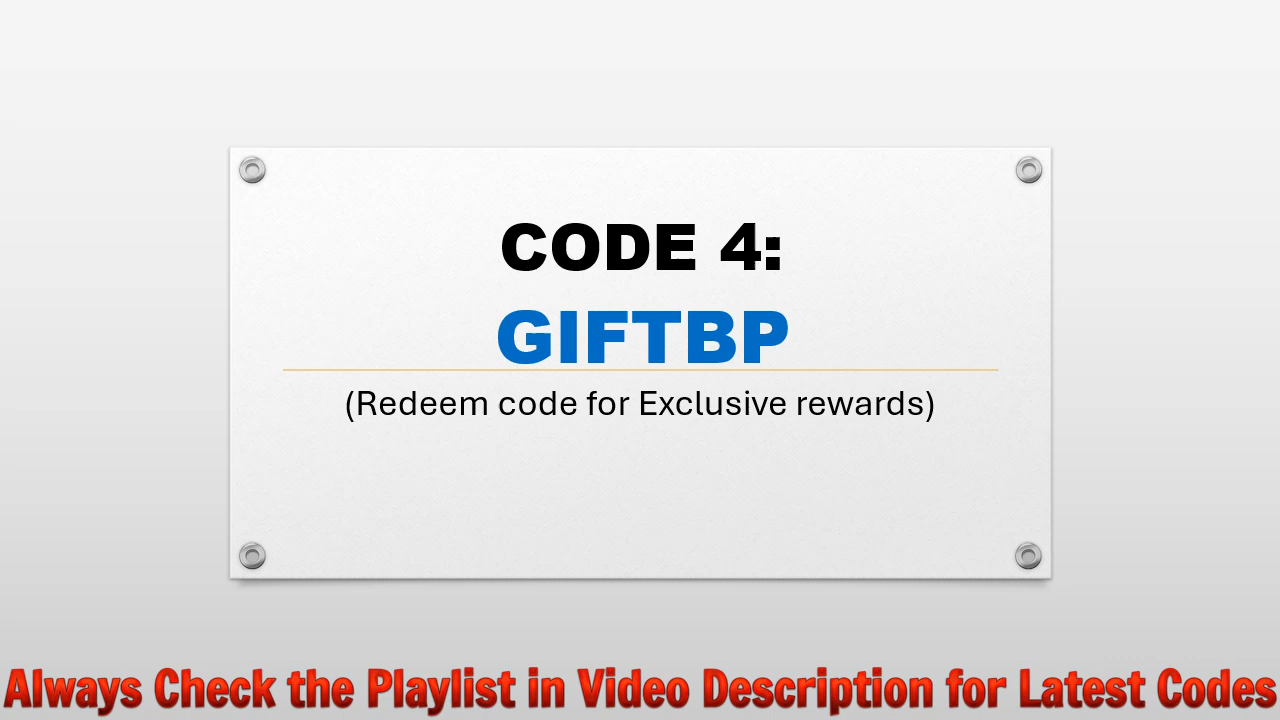 CODE 4:
GIFTBP
(Redeem code for Exclusive rewards)
Always Check the Playlist in Video Description for Latest Codes